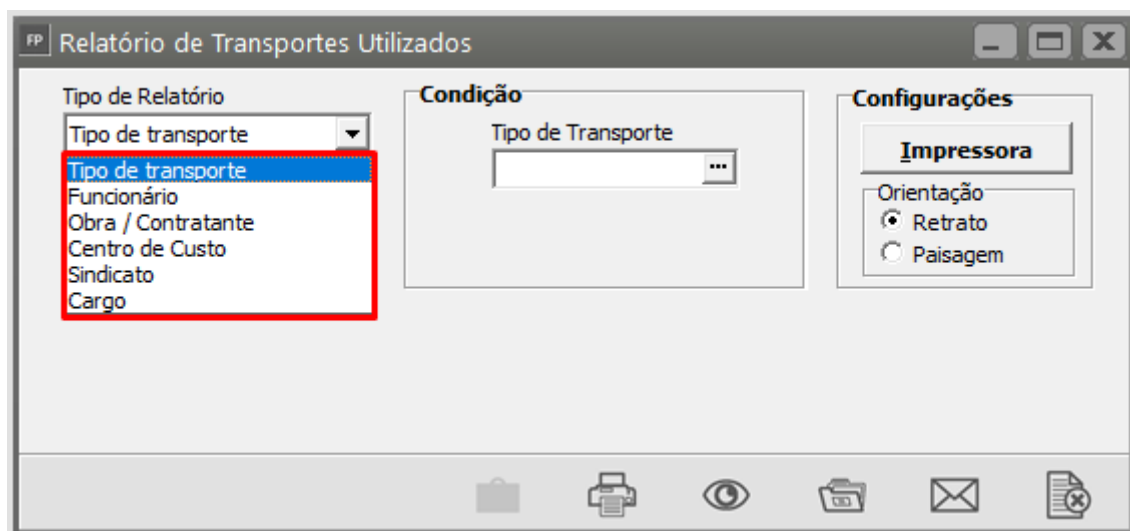 FP Relatório de Transportes Utilizados
Tipo de Relatório
Tipo de transporte
Tipo de transporte
Funcionário
Obra / Contratante
Centro de Custo
Sindicato
Cargo
Condição
Tipo de Transporte
...
Configurações
Impressora
Orientação
Retrato
Paisagem